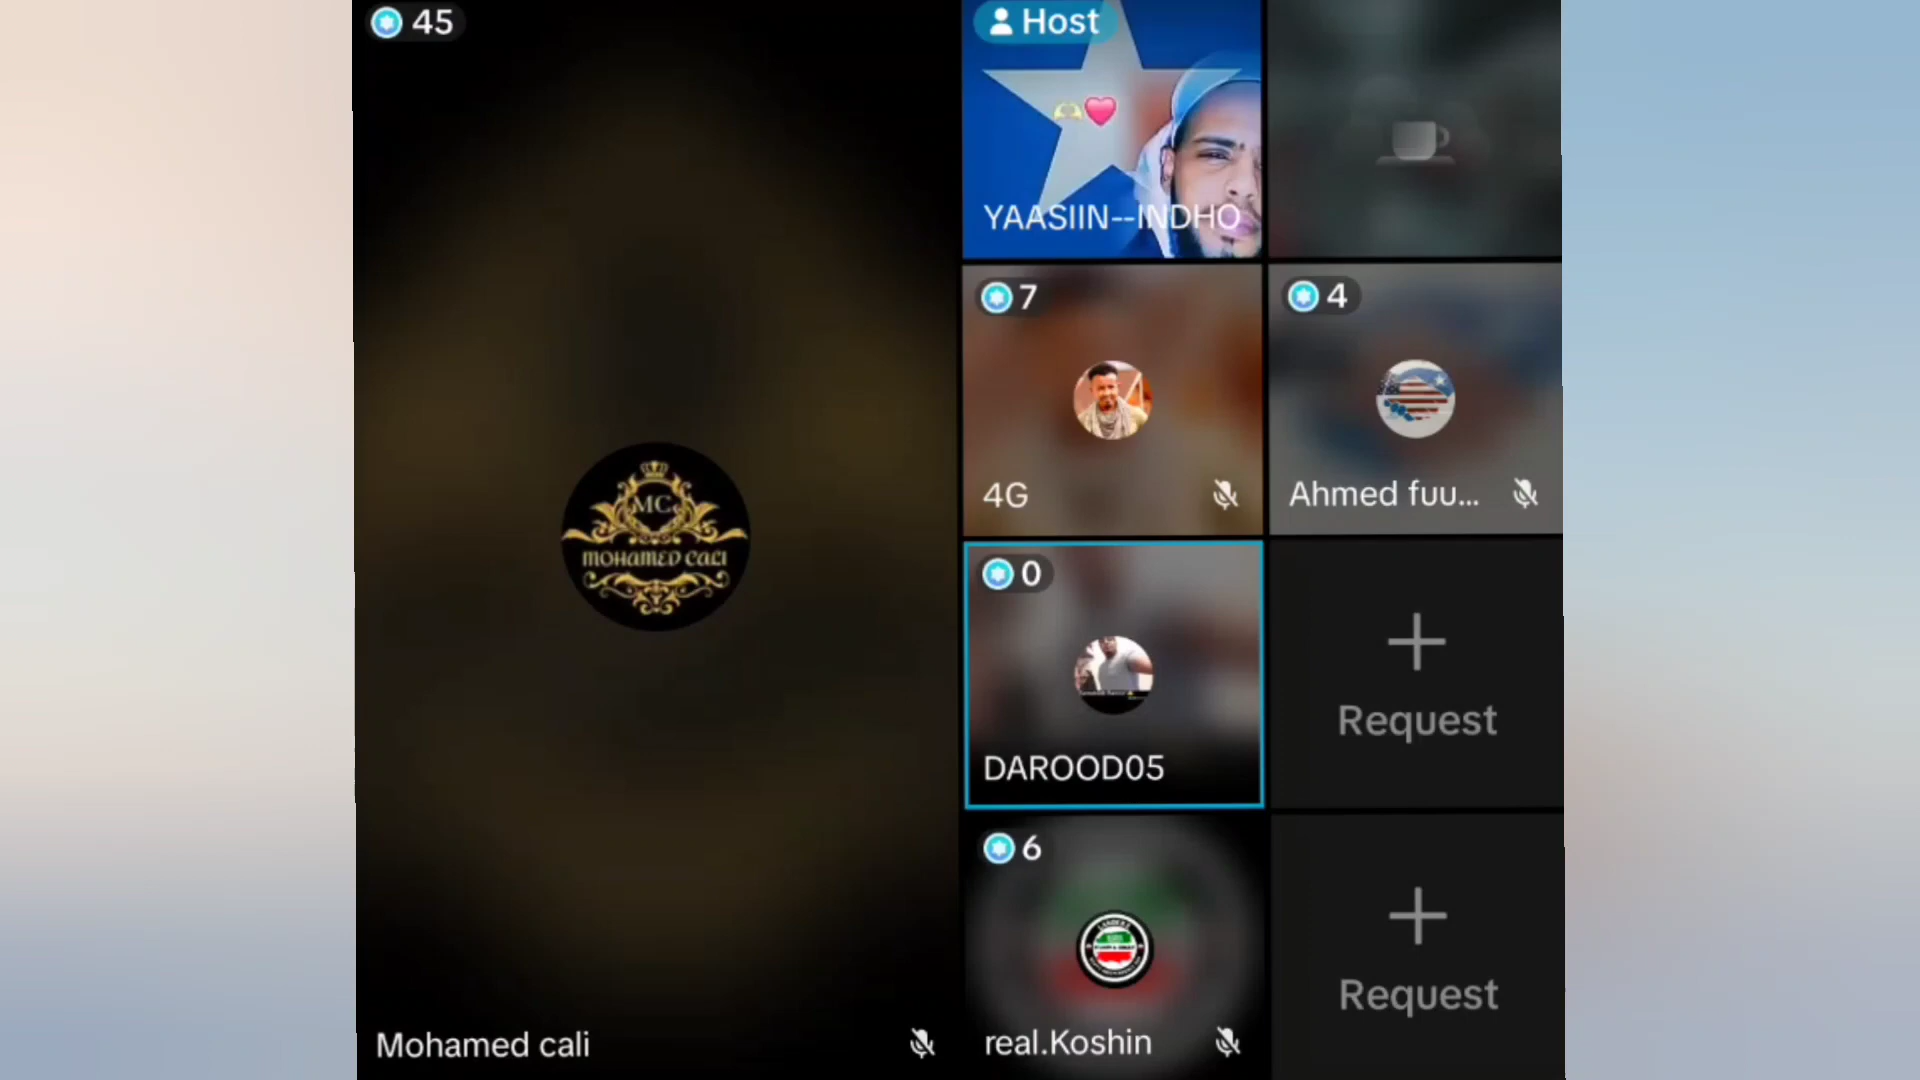 45
Host
YAASIIN--INDHO
7
4G
4
Ahmed fuu...
MC
MOHAMED CALI
0
DAROOD05
Request
6
real.Koshin
Request
Mohamed cali